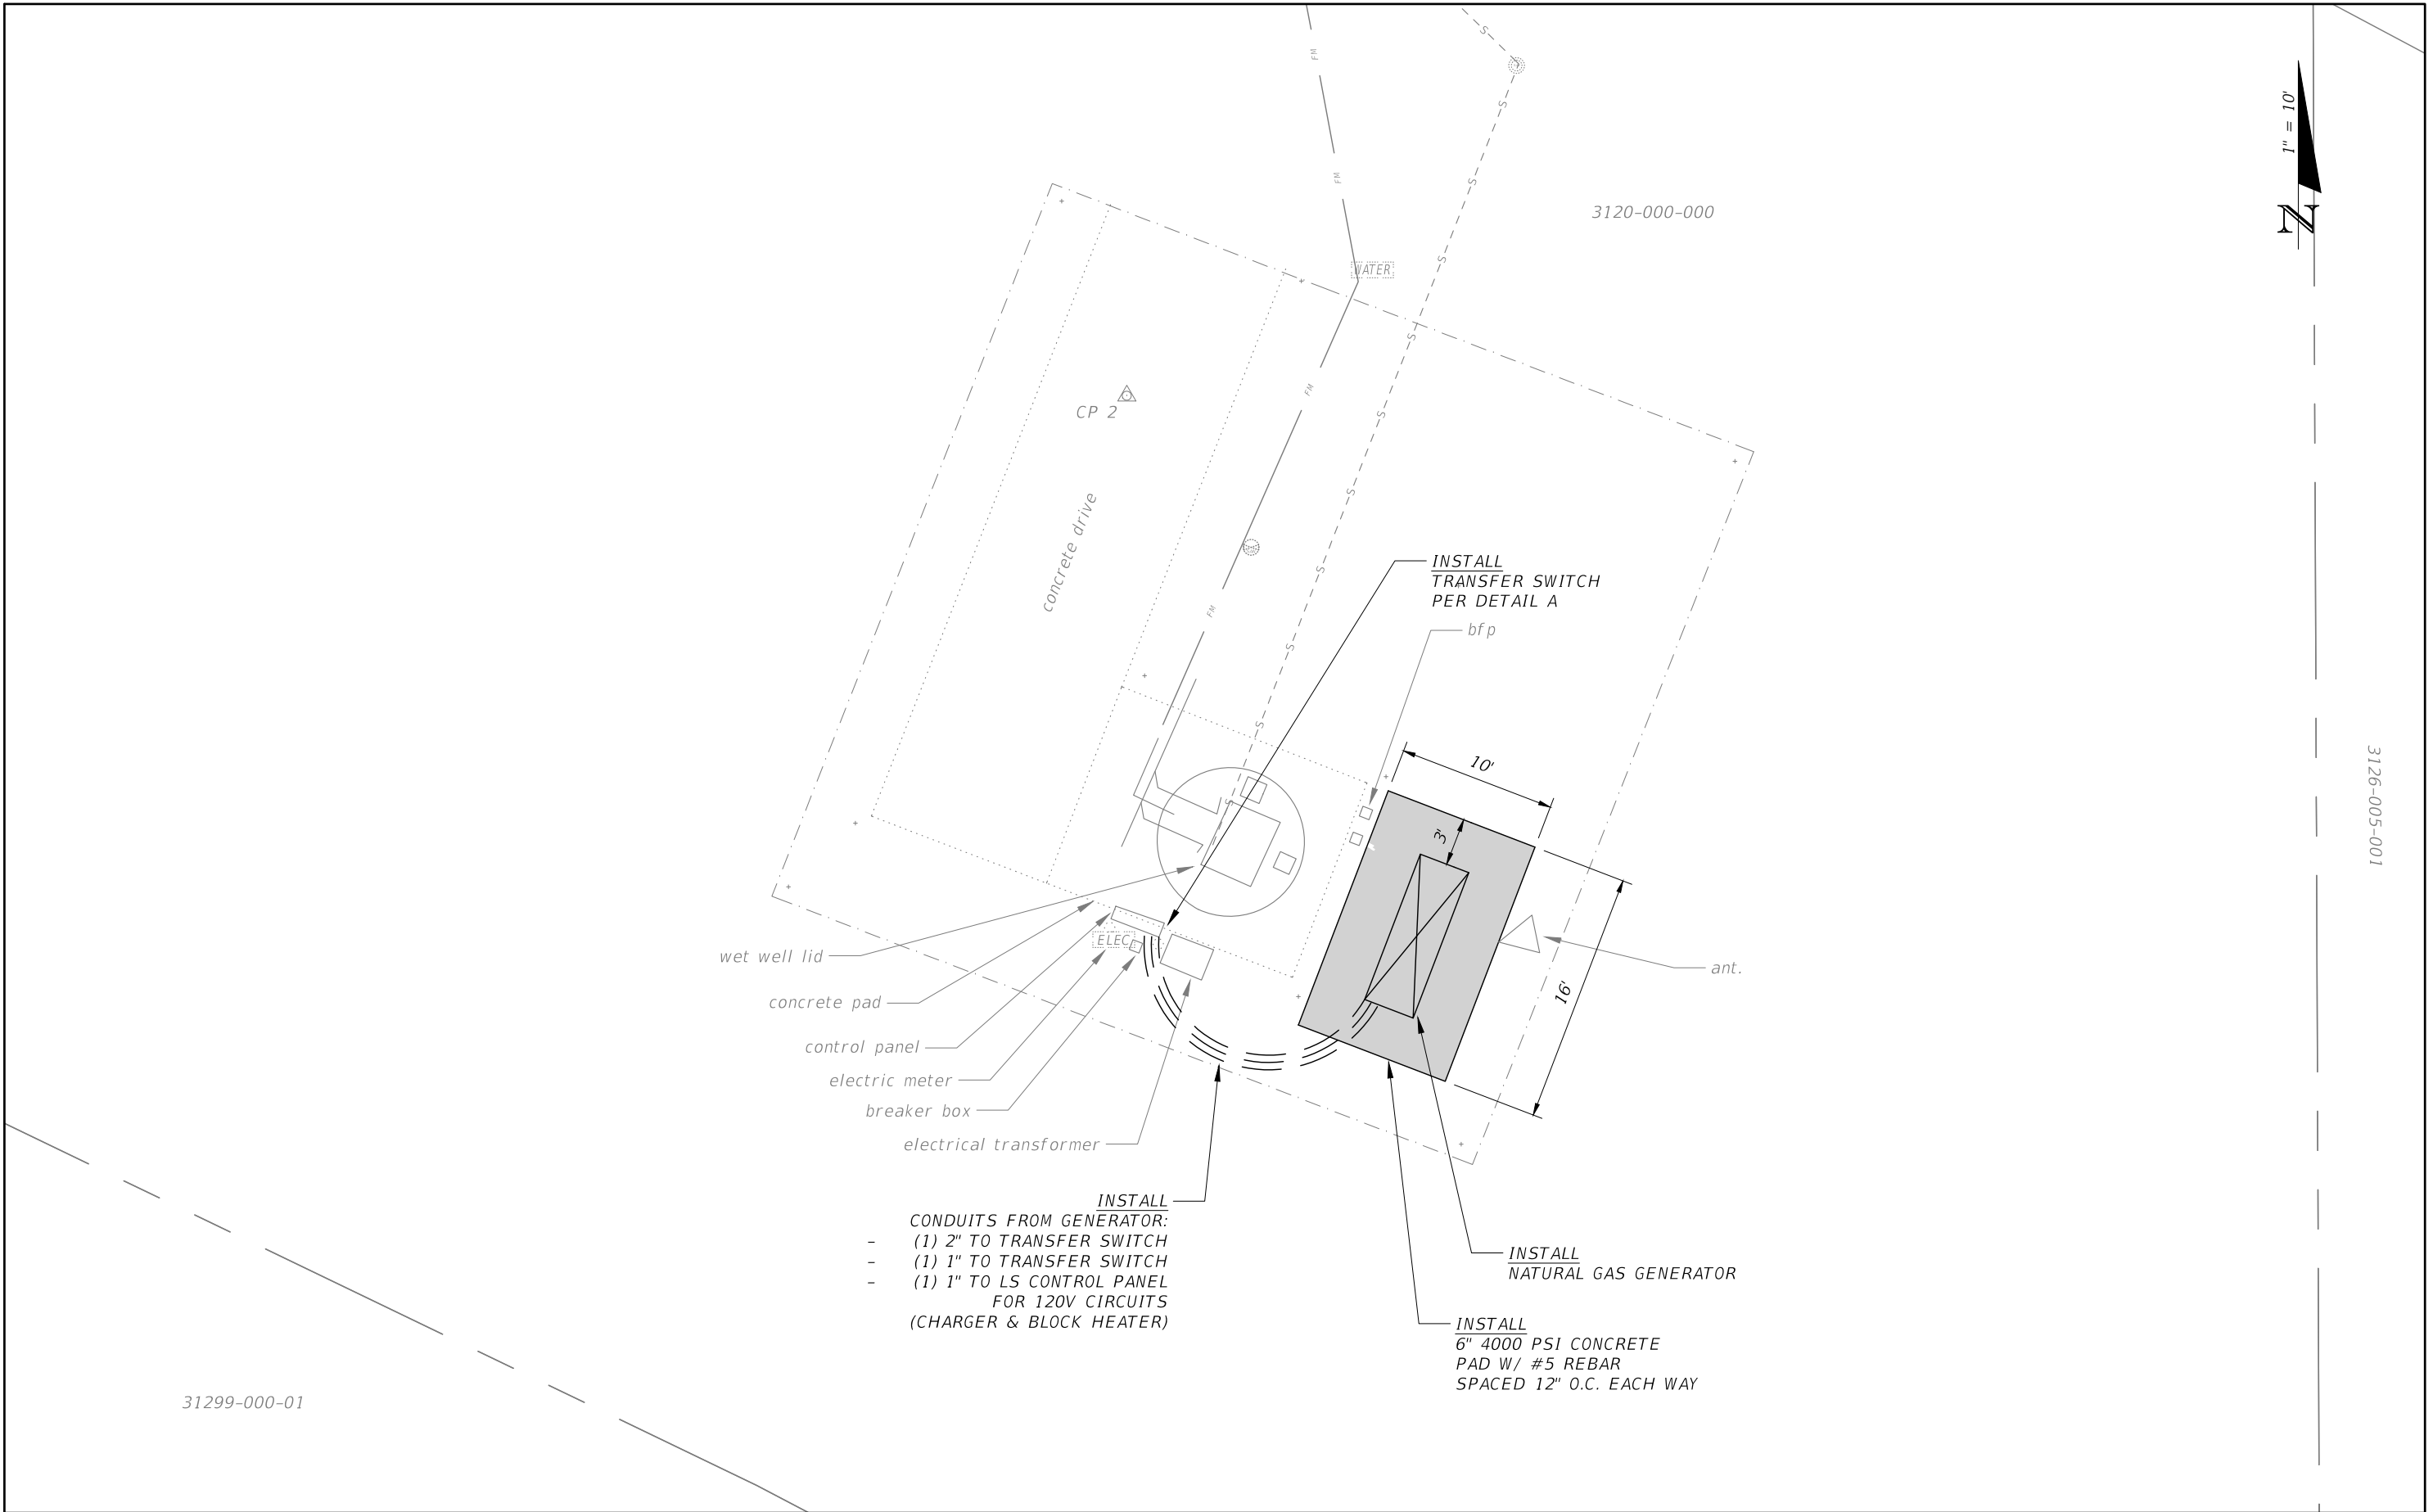 S
FM
S
1" = 10'
FM
S
3120-000-000
N
S
WATER
S
FM
CP 2
S
S
concrete drive
INSTALL
TRANSFER SWITCH
PER DETAIL A
S
FM
bfp
S
S
10'
3126-005-001
S
3'
ELEC
wet well lid
ant.
16'
concrete pad
control panel
electric meter
breaker box
electrical transformer
INSTALL
CONDUITS FROM GENERATOR:
- (1) 2" TO TRANSFER SWITCH
- (1) 1" TO TRANSFER SWITCH
- (1) 1" TO LS CONTROL PANEL
FOR 120V CIRCUITS
(CHARGER & BLOCK HEATER)
INSTALL
NATURAL GAS GENERATOR
INSTALL
6" 4000 PSI CONCRETE
PAD W/ #5 REBAR
SPACED 12" O.C. EACH WAY
31299-000-01